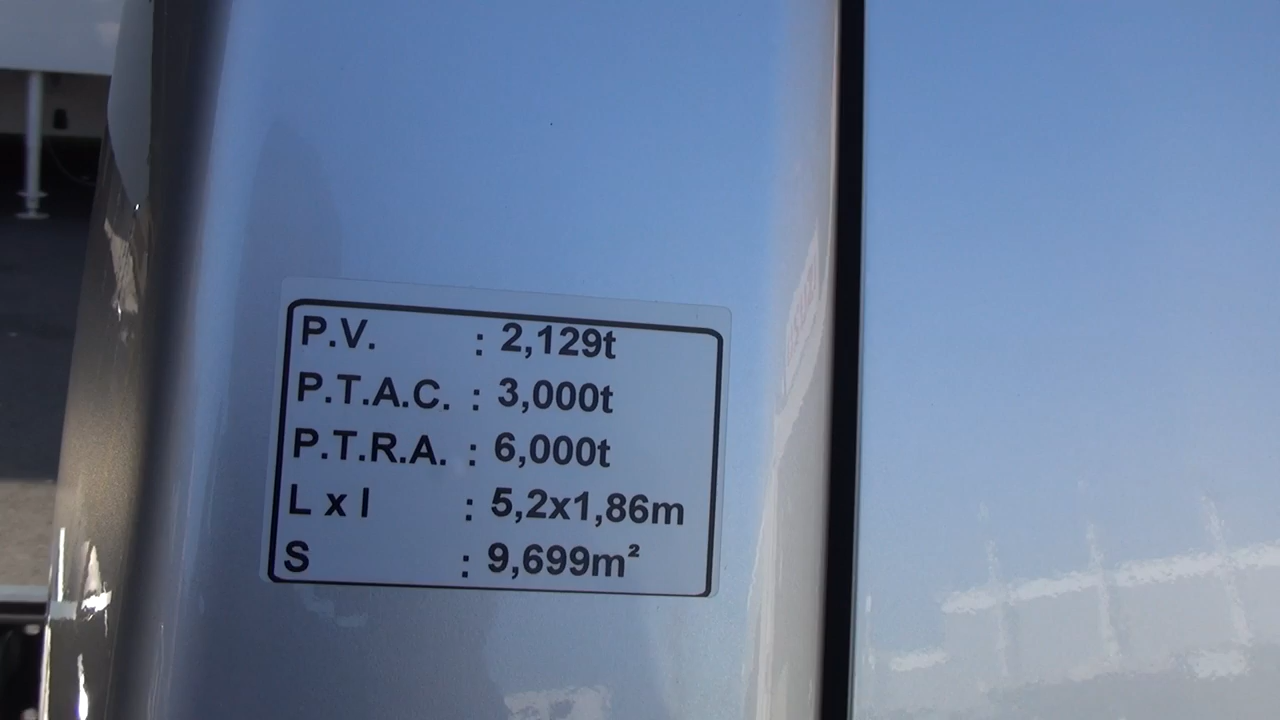 P.V. : 2,129t
P.T.A.C. : 3,000t
P.T.R.A. : 6,000t
L x l : 5,2x1,86m
S : 9,699m²